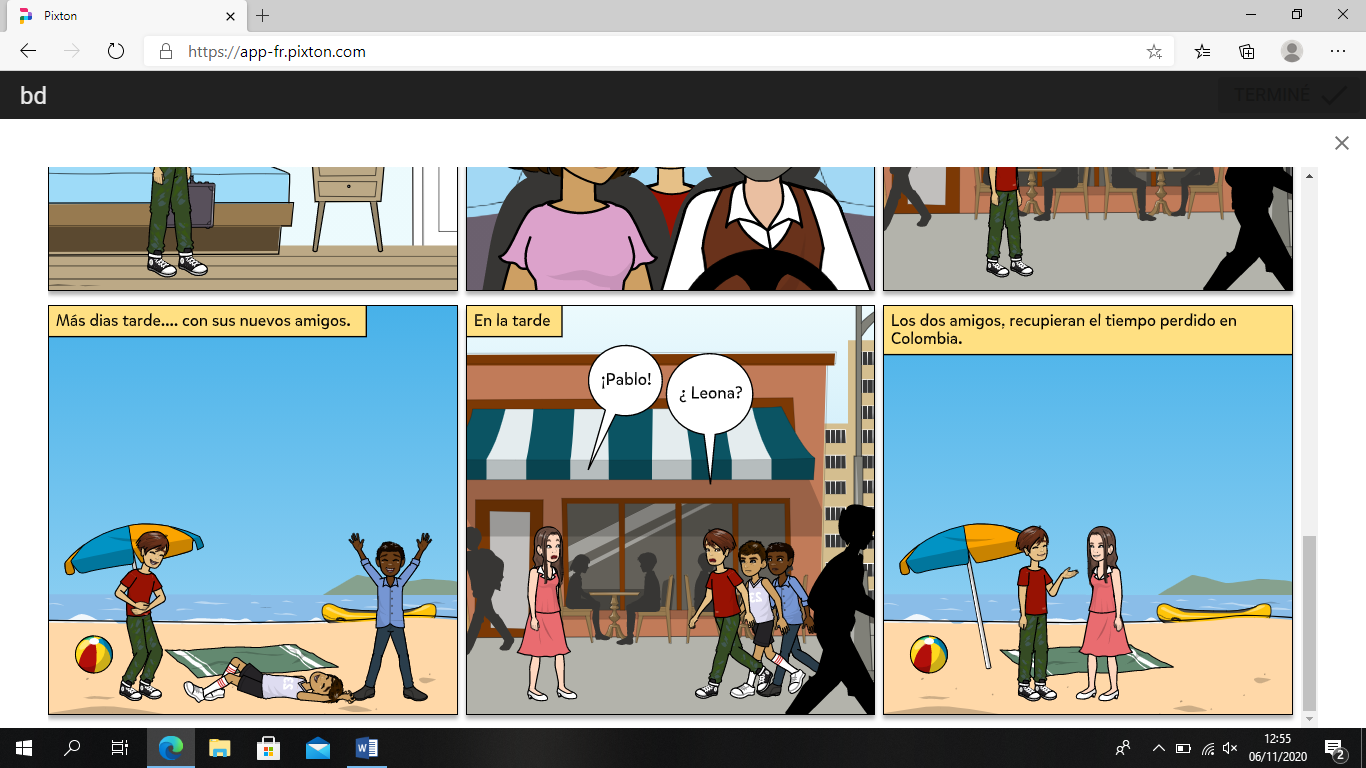 Pixton
https://app-fr.pixton.com
bd
TERMINÉ
Más dias tarde.... con sus nuevos amigos.
En la tarde
¡Pablo!
¿ Leona?
Los dos amigos, recupieran el tiempo perdido en
Colombia.
12:55
06/11/2020
2